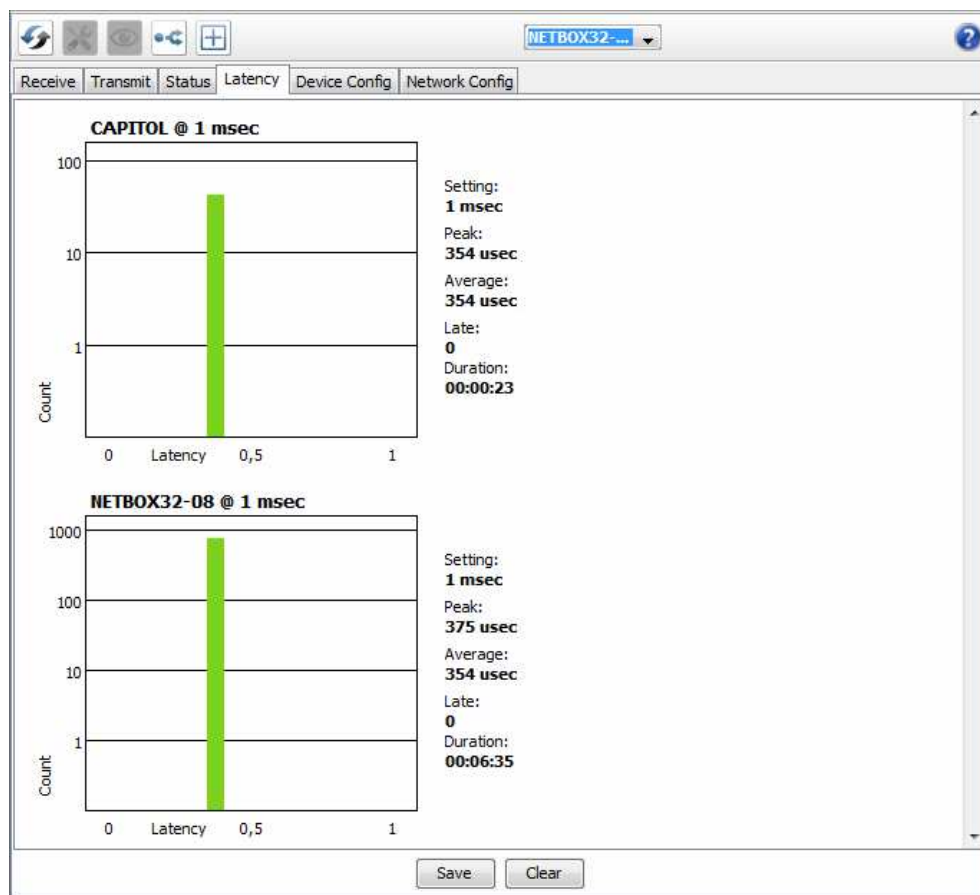 NETBOX32-...
Receive Transmit Status Latency Device Config Network Config
CAPITOL @ 1 msec
100
10
1
Count
0 Latency 0,5 1
Setting:
1 msec
Peak:
354 usec
Average:
354 usec
Late:
0
Duration:
00:00:23
NETBOX32-08 @ 1 msec
1000
100
10
1
Count
0 Latency 0,5 1
Setting:
1 msec
Peak:
375 usec
Average:
354 usec
Late:
0
Duration:
00:06:35
Save Clear